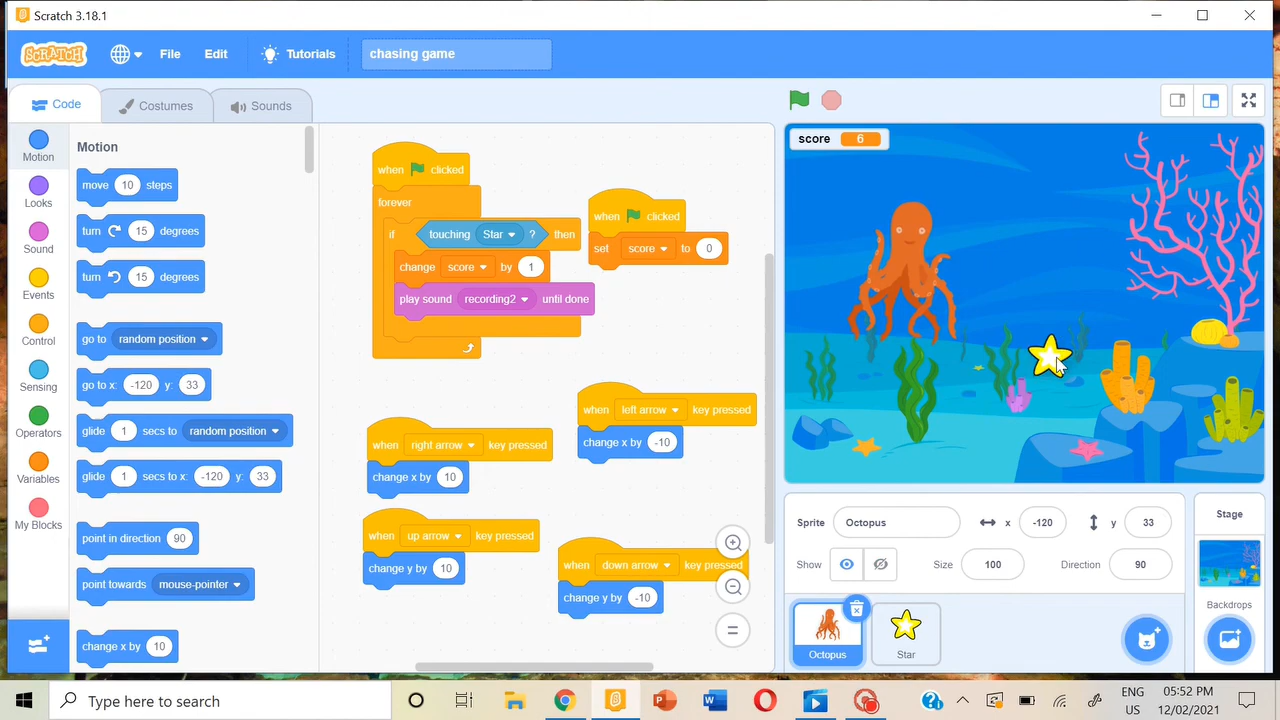 Scratch 3.18.1
SCRATCH File Edit Tutorials chasing game
Code Costumes Sounds
Motion
Looks
Sound
Events
Control
Sensing
Operators
Variables
My Blocks
Motion
move 10 steps
turn 15 degrees
turn 15 degrees
go to random position
go to x: -120 y: 33
glide 1 secs to random position
glide 1 secs to x: -120 y: 33
point in direction 90
point towards mouse-pointer
change x by 10
when clicked
forever
if touching Star ? then
change score by 1
play sound recording2 until done
when clicked
set score to 0
when left arrow key pressed
change x by -10
when right arrow key pressed
change x by 10
when up arrow key pressed
change y by 10
when down arrow key pressed
change y by -10
score 6
Sprite Octopus x -120 y 33
Show Size 100 Direction 90
Octopus
Star
Stage
Backdrops
Type here to search
ENG
US
05:52 PM
12/02/2021